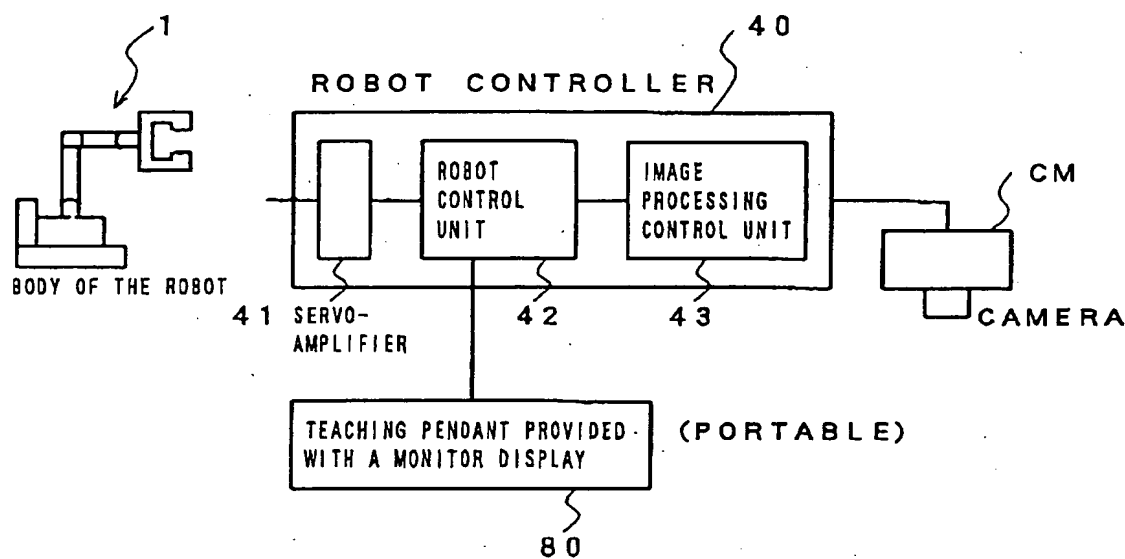 1
40
ROBOT CONTROLLER
ROBOT
CONTROL
UNIT
IMAGE
PROCESSING
CONTROL UNIT
CM
BODY OF THE ROBOT
41
SERVO-
AMPLIFIER
42
43
CAMERA
TEACHING PENDANT PROVIDED
WITH A MONITOR DISPLAY
(PORTABLE)
80